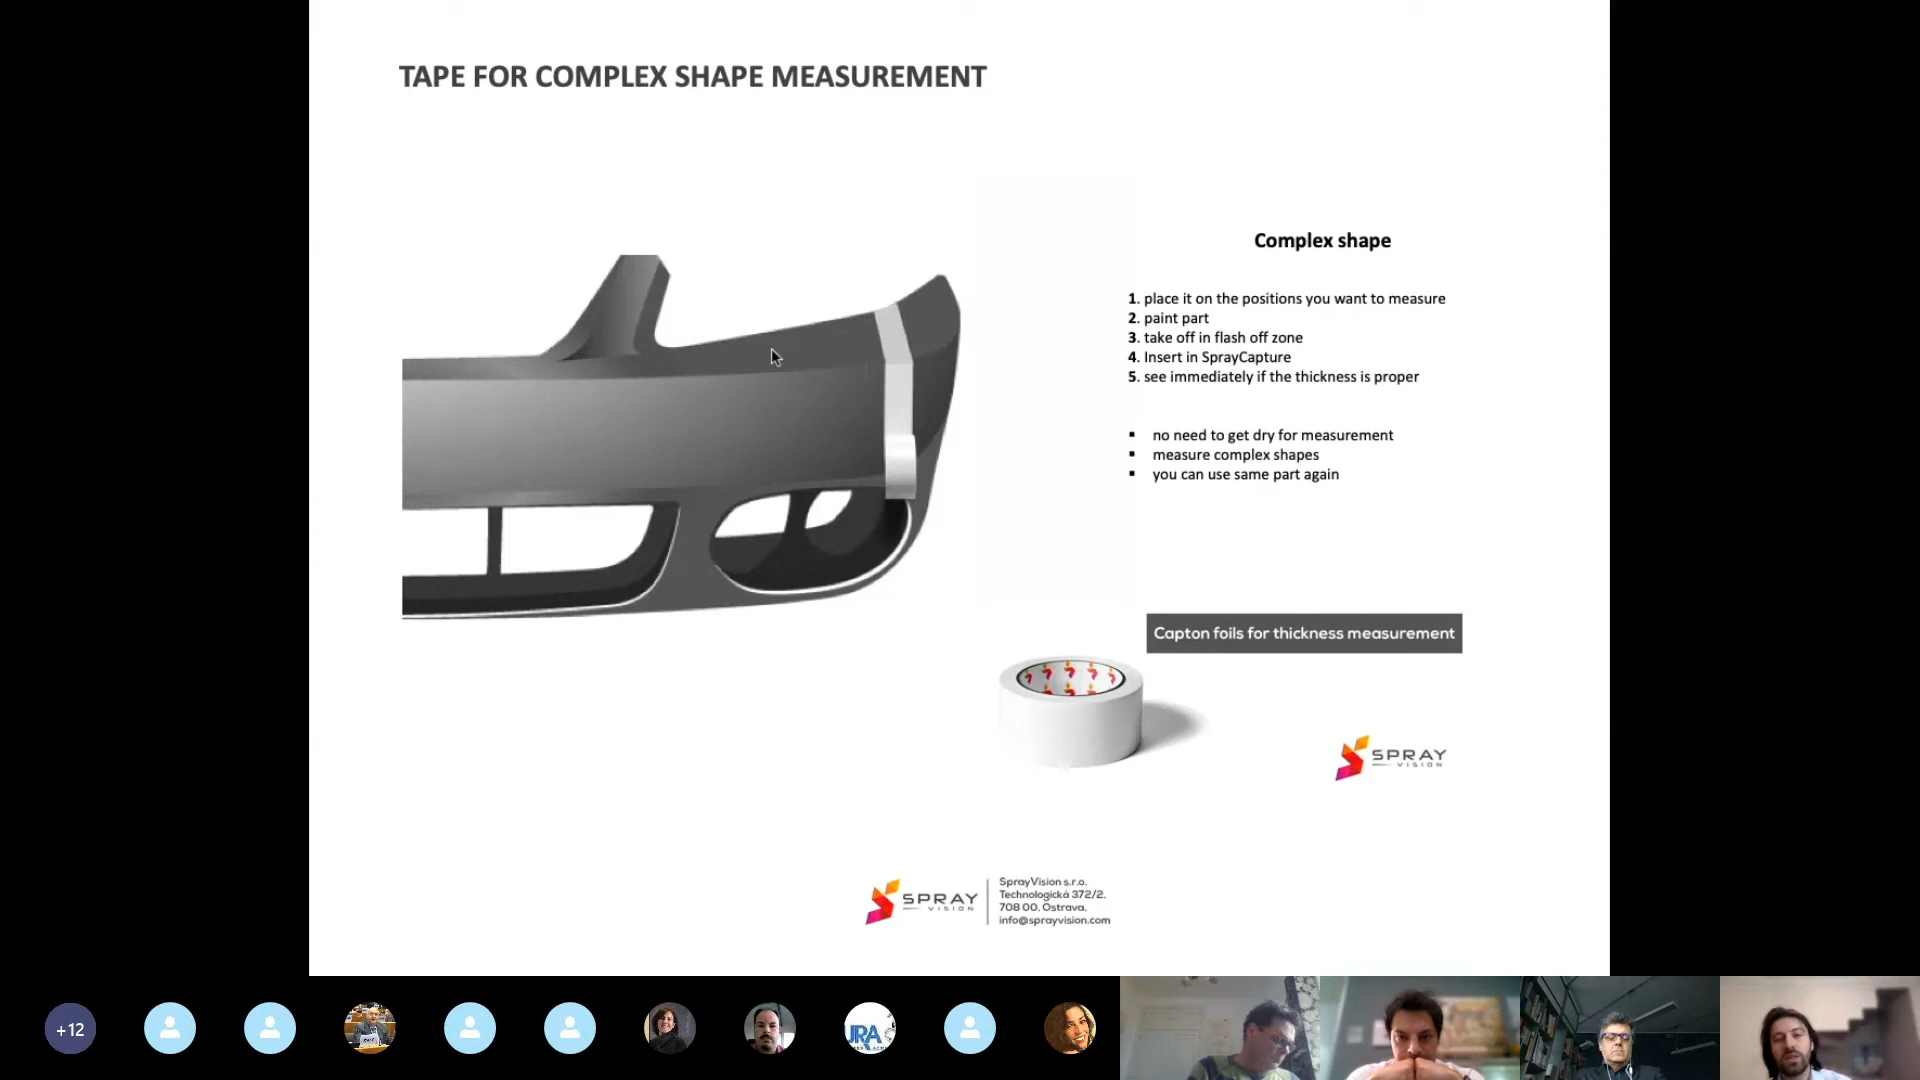 TAPE FOR COMPLEX SHAPE MEASUREMENT
Complex shape
1. place it on the positions you want to measure
2. paint part
3. take off in flash off zone
4. Insert in SprayCapture
5. see immediately if the thickness is proper
▪ no need to get dry for measurement
▪ measure complex shapes
▪ you can use same part again
Capton foils for thickness measurement
SPRAY
VISION
SPRAY
VISION
SprayVision s.r.o.
Technologická 372/2,
708 00, Ostrava,
info@sprayvision.com
+12